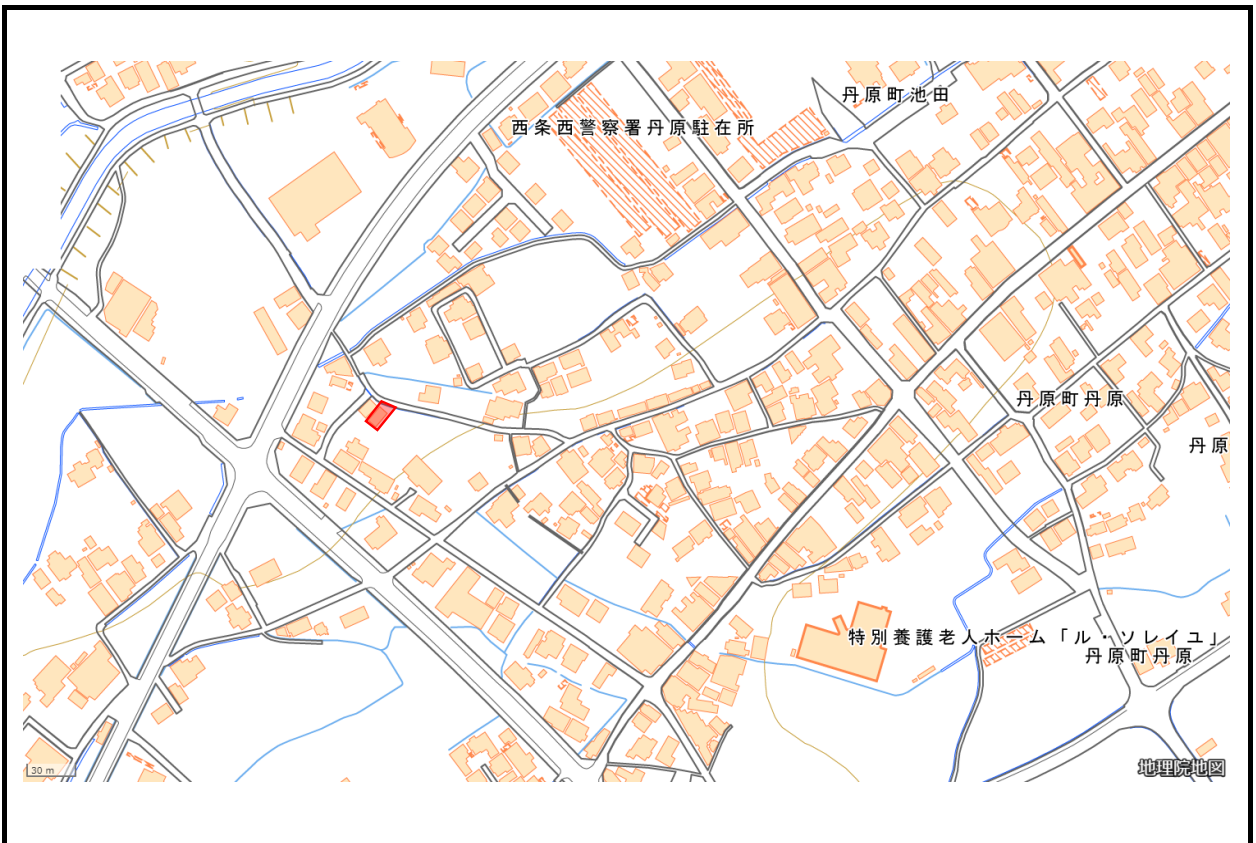 丹原町池田
西条西警察署丹原駐在所
丹原町丹原
丹原
特別養護老人ホーム「ル・ソレイユ」
丹原町丹原
30 m
地理院地図